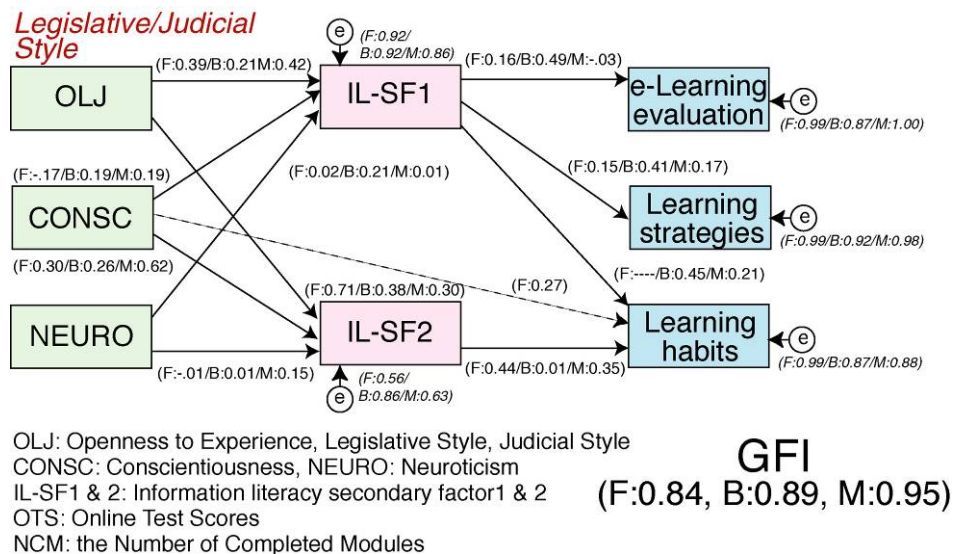 Legislative/Judicial
Style
OLJ
CONSC
NEURO
IL-SF1
IL-SF2
e-Learning
evaluation
Learning
strategies
Learning
habits
e
(F:0.92/
B:0.92/M:0.86)
(F:0.39/B:0.21M:0.42)
(F:0.16/B:0.49/M:-.03)
e
(F:0.99/B:0.87/M:1.00)
(F:-.17/B:0.19/M:0.19)
(F:0.02/B:0.21/M:0.01)
(F:0.15/B:0.41/M:0.17)
e
(F:0.99/B:0.92/M:0.98)
(F:0.30/B:0.26/M:0.62)
(F:0.71/B:0.38/M:0.30)
(F:0.27)
(F:----/B:0.45/M:0.21)
e
(F:0.99/B:0.87/M:0.88)
(F:-.01/B:0.01/M:0.15)
(F:0.44/B:0.01/M:0.35)
e
(F:0.56/
B:0.86/M:0.63)
OLJ: Openness to Experience, Legislative Style, Judicial Style
CONSC: Conscientiousness, NEURO: Neuroticism
IL-SF1 & 2: Information literacy secondary factor1 & 2
OTS: Online Test Scores
NCM: the Number of Completed Modules
GFI
(F:0.84, B:0.89, M:0.95)